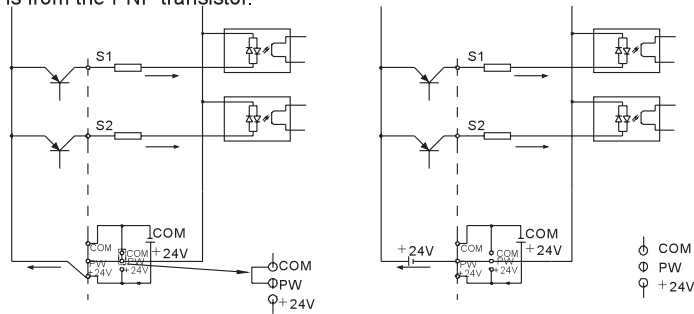 is from the PNP transistor.
S1
S2
COM
COM
COM
+24V
PW
PW
+24V
+24V
COM
PW
+24V
S1
S2
COM
COM
COM
+24V
+24V
PW
PW
+24V
+24V
COM
PW
+24V